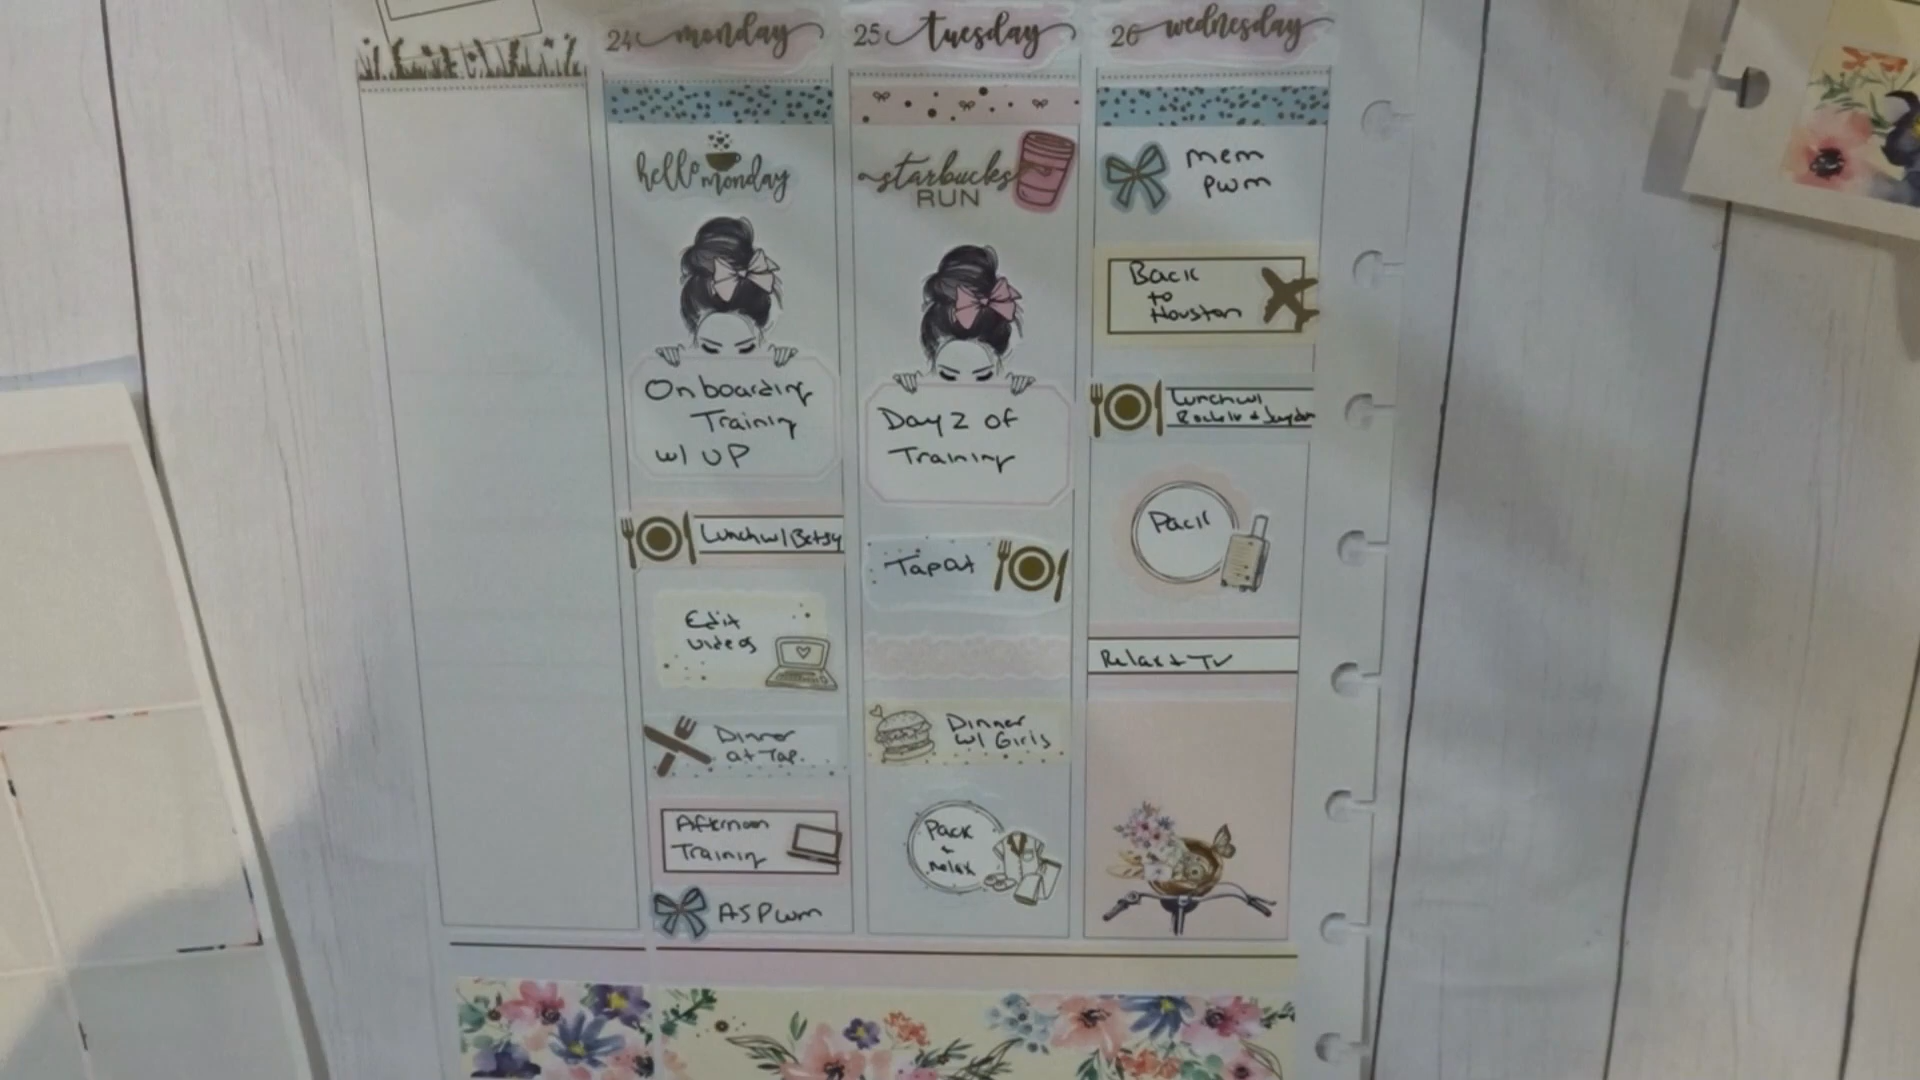 24 monday
hello monday
Onboarding
Training
w/ UP
Lunch w/ Betsy
Edit
videos
Dinner
at Tap.
Afternoon
Training
AS PWM
25 tuesday
starbucks
RUN
Day 2 of
Training
Tap at
Dinner
w/ Girls
Pack
+
relax
26 wednesday
mem
PWM
Back
to
Houston
Lunch w/
Pack
Relax + TV